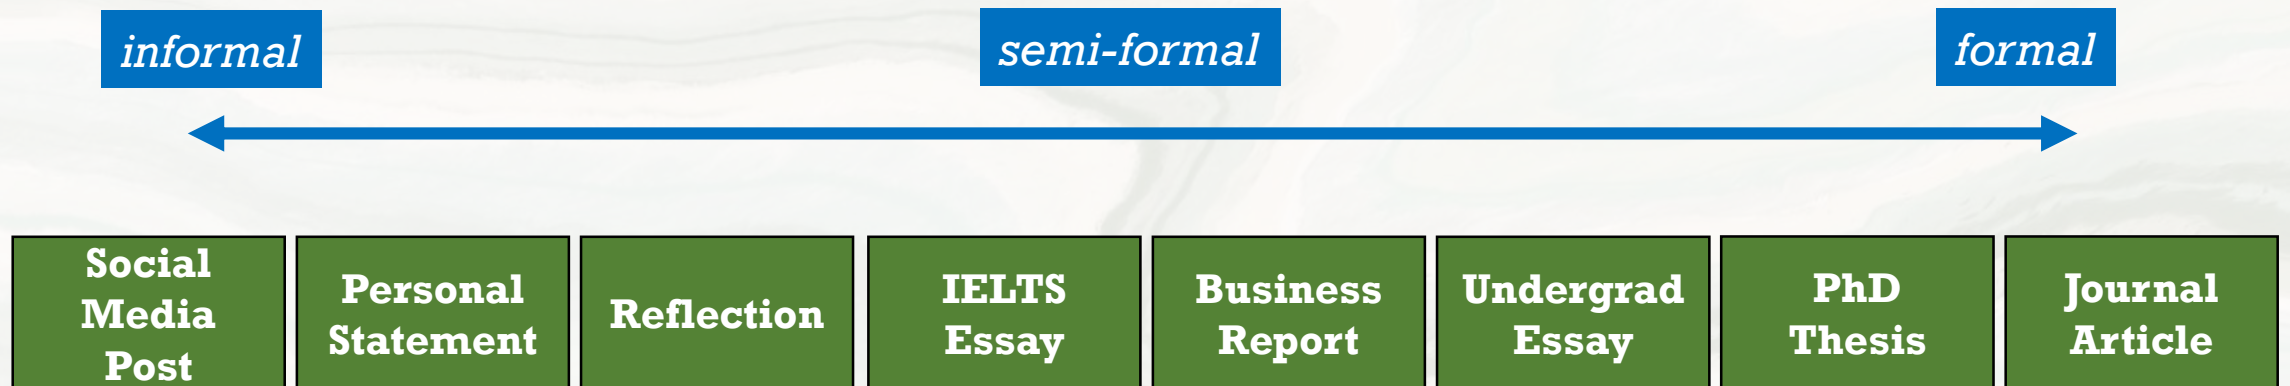 informal
semi-formal
formal
Social
Media
Post
Personal
Statement
Reflection
IELTS
Essay
Business
Report
Undergrad
Essay
PhD
Thesis
Journal
Article